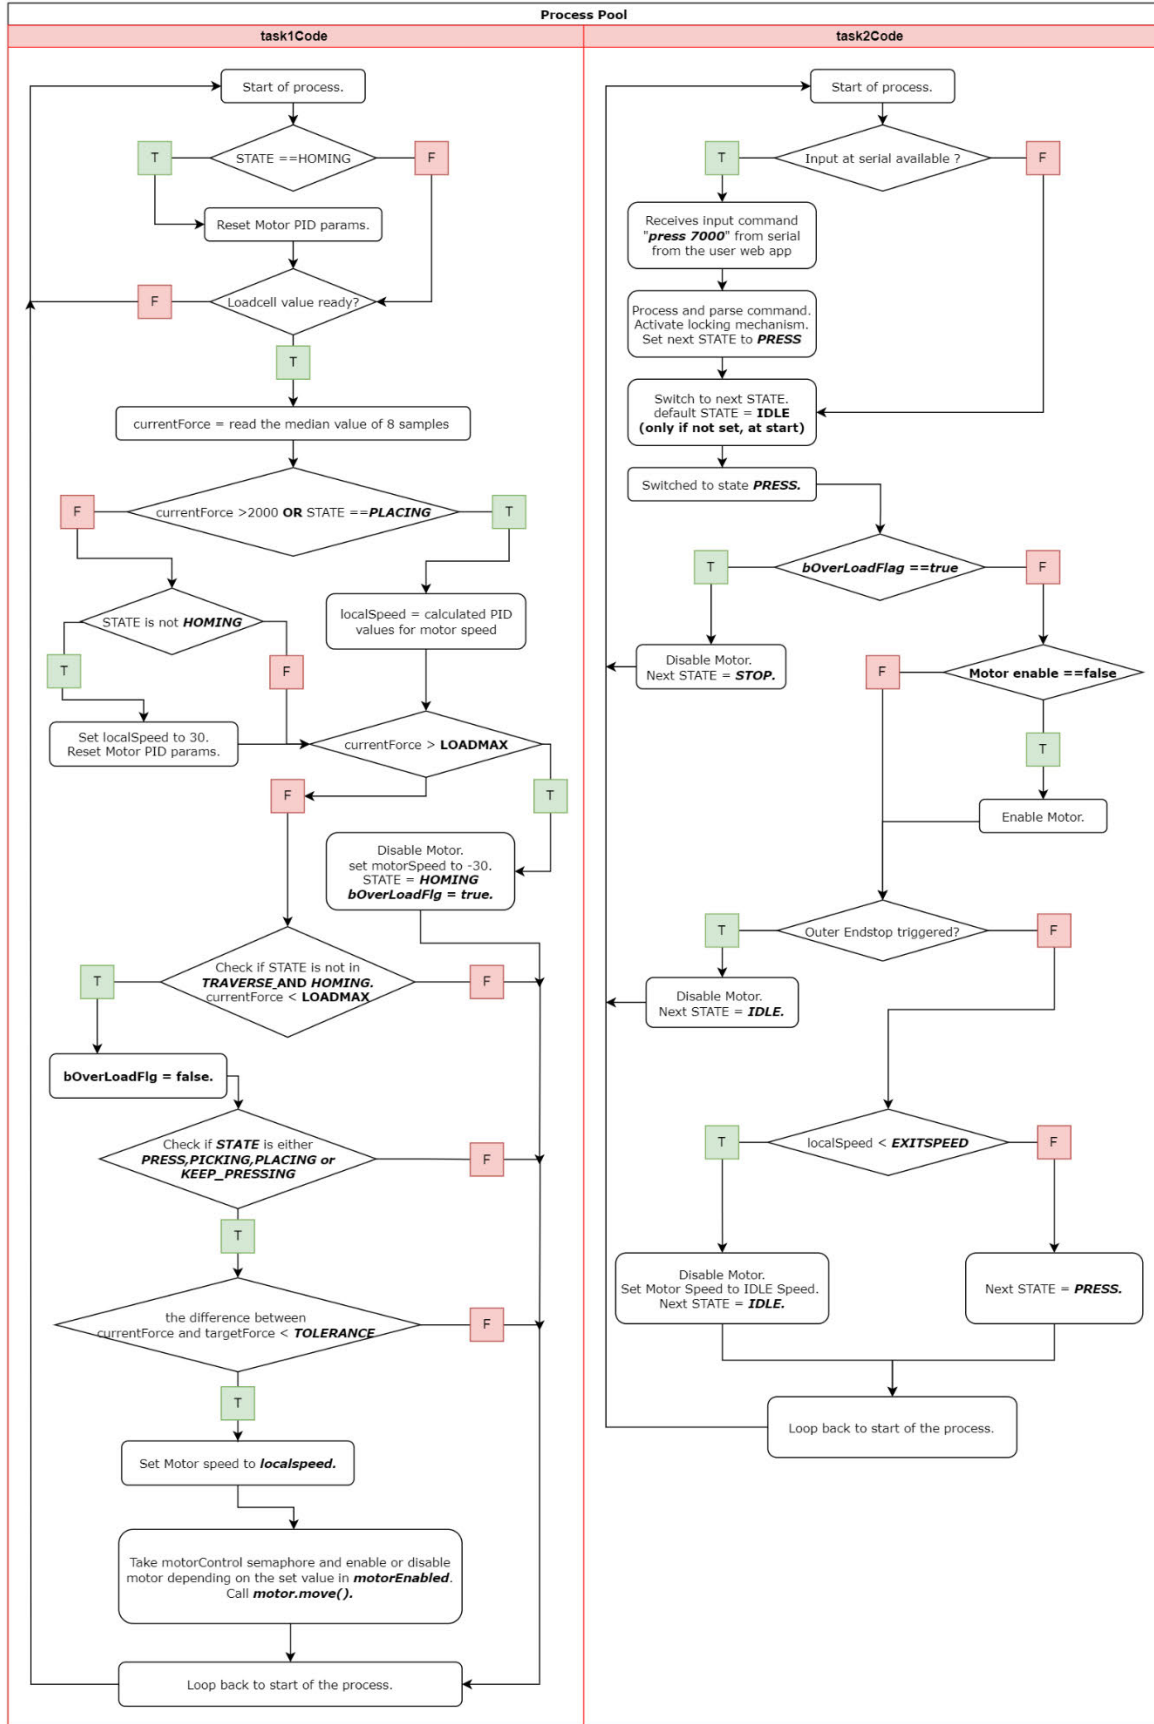 Process Pool
task1Code
Start of process.
STATE ==HOMING
T
F
Reset Motor PID params.
Loadcell value ready?
F
T
currentForce = read the median value of 8 samples
currentForce >2000 OR STATE ==PLACING
F
T
STATE is not HOMING
T
F
localSpeed = calculated PID
values for motor speed
Set localSpeed to 30.
Reset Motor PID params.
currentForce > LOADMAX
F
T
Disable Motor.
set motorSpeed to -30.
STATE = HOMING
bOverLoadFlg = true.
Check if STATE is not in
TRAVERSE AND HOMING.
currentForce < LOADMAX
T
F
bOverLoadFlg = false.
Check if STATE is either
PRESS,PICKING,PLACING or
KEEP_PRESSING
F
T
the difference between
currentForce and targetForce < TOLERANCE
F
T
Set Motor speed to localspeed.
Take motorControl semaphore and enable or disable
motor depending on the set value in motorEnabled.
Call motor.move().
Loop back to start of the process.
task2Code
Start of process.
Input at serial available ?
T
F
Receives input command
"press 7000" from serial
from the user web app
Process and parse command.
Activate locking mechanism.
Set next STATE to PRESS
Switch to next STATE.
default STATE = IDLE
(only if not set, at start)
Switched to state PRESS.
bOverLoadFlag ==true
T
F
Disable Motor.
Next STATE = STOP.
Motor enable ==false
F
T
Enable Motor.
Outer Endstop triggered?
T
F
Disable Motor.
Next STATE = IDLE.
localSpeed < EXITSPEED
T
F
Disable Motor.
Set Motor Speed to IDLE Speed.
Next STATE = IDLE.
Next STATE = PRESS.
Loop back to start of the process.